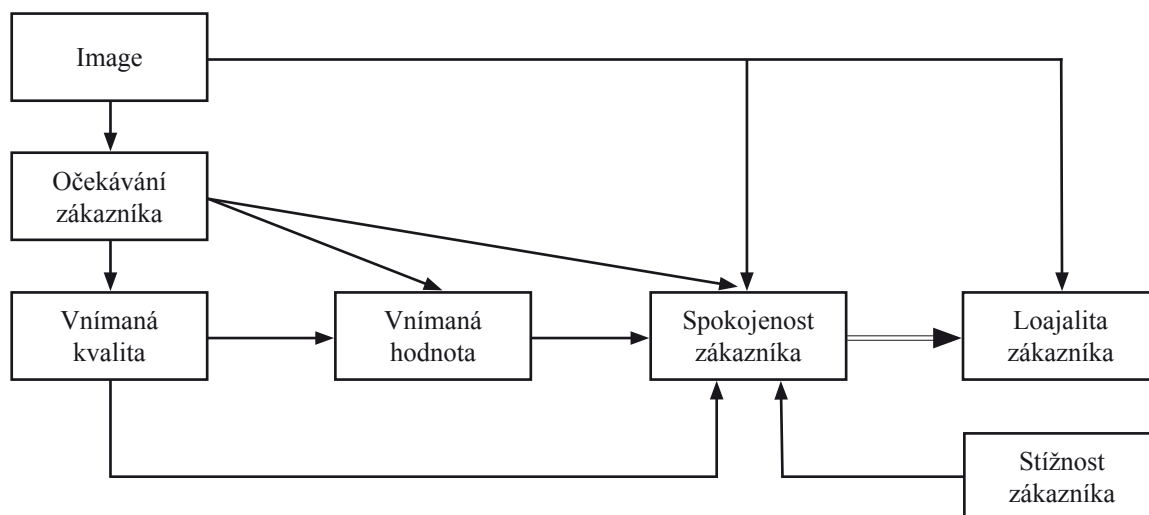 Image
Očekávání
zákazníka
Vnímaná
kvalita
Vnímaná
hodnota
Spokojenost
zákazníka
Loajalita
zákazníka
Stížnost
zákazníka